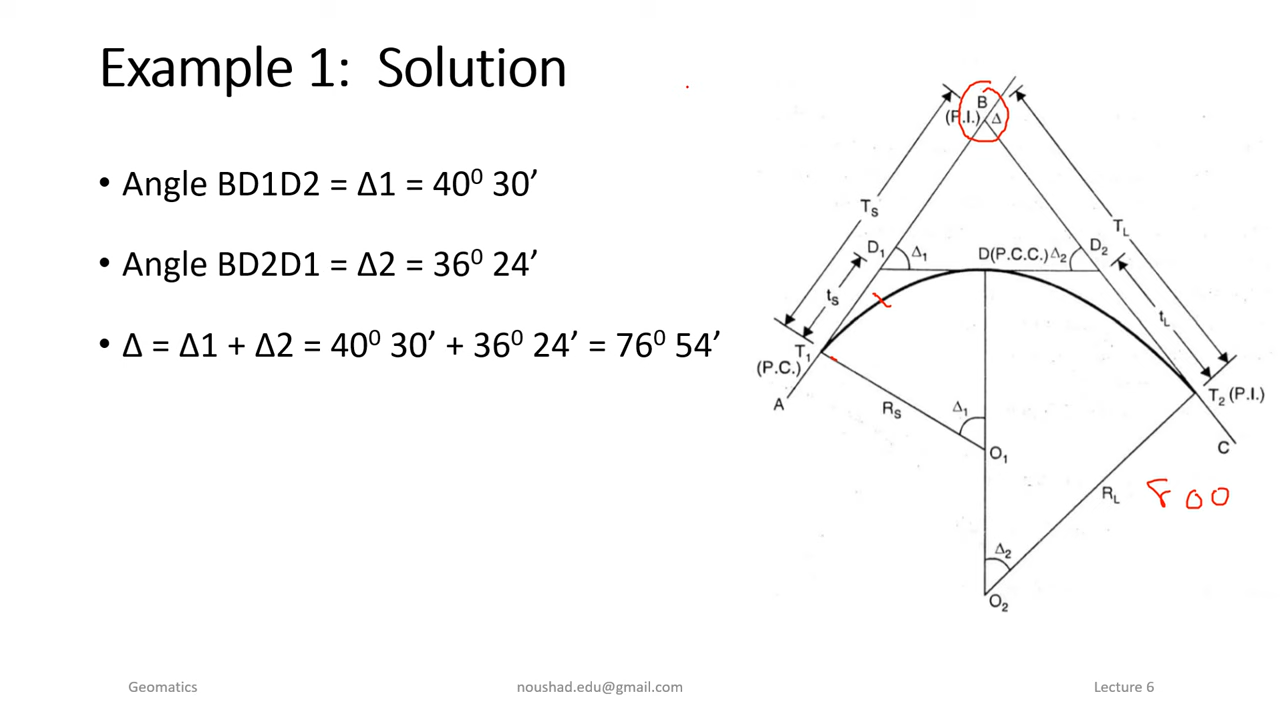 Example 1: Solution
• Angle BD1D2 = Δ1 = 40⁰ 30’
• Angle BD2D1 = Δ2 = 36⁰ 24’
• Δ = Δ1 + Δ2 = 40⁰ 30’ + 36⁰ 24’ = 76⁰ 54’
B
(P.I.) Δ
Ts
TL
D1 Δ1 D(P.C.C.) Δ2 D2
ts
tL
T1
(P.C.)
A
Rs
Δ1
O1
T2 (P.I.)
C
RL
800
Δ2
O2
Geomatics
noushad.edu@gmail.com
Lecture 6